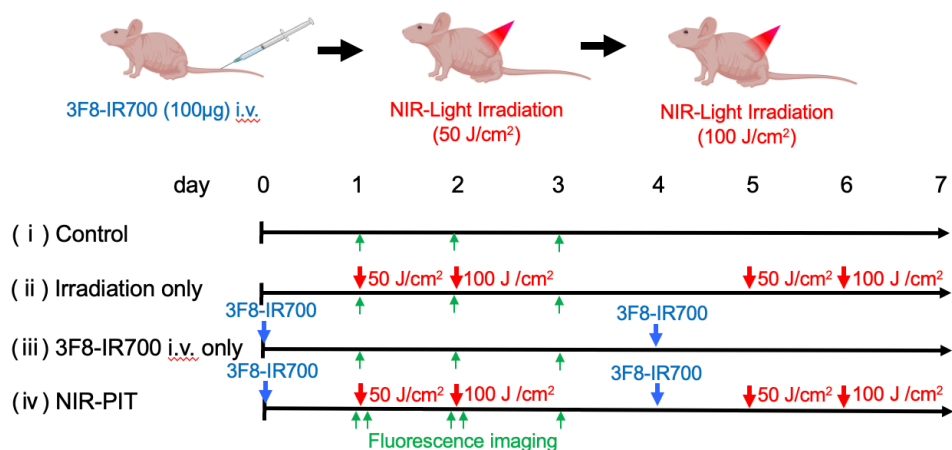 3F8-IR700 (100µg) i.v.
NIR-Light Irradiation
(50 J/cm²)
NIR-Light Irradiation
(100 J/cm²)
day 0 1 2 3 4 5 6 7
( i ) Control
(ii) Irradiation only
50 J/cm² 100 J /cm² 50 J/cm² 100 J /cm²
3F8-IR700 3F8-IR700
(iii) 3F8-IR700 i.v. only
3F8-IR700 3F8-IR700
(iv) NIR-PIT
50 J/cm² 100 J /cm² 50 J/cm² 100 J /cm²
Fluorescence imaging